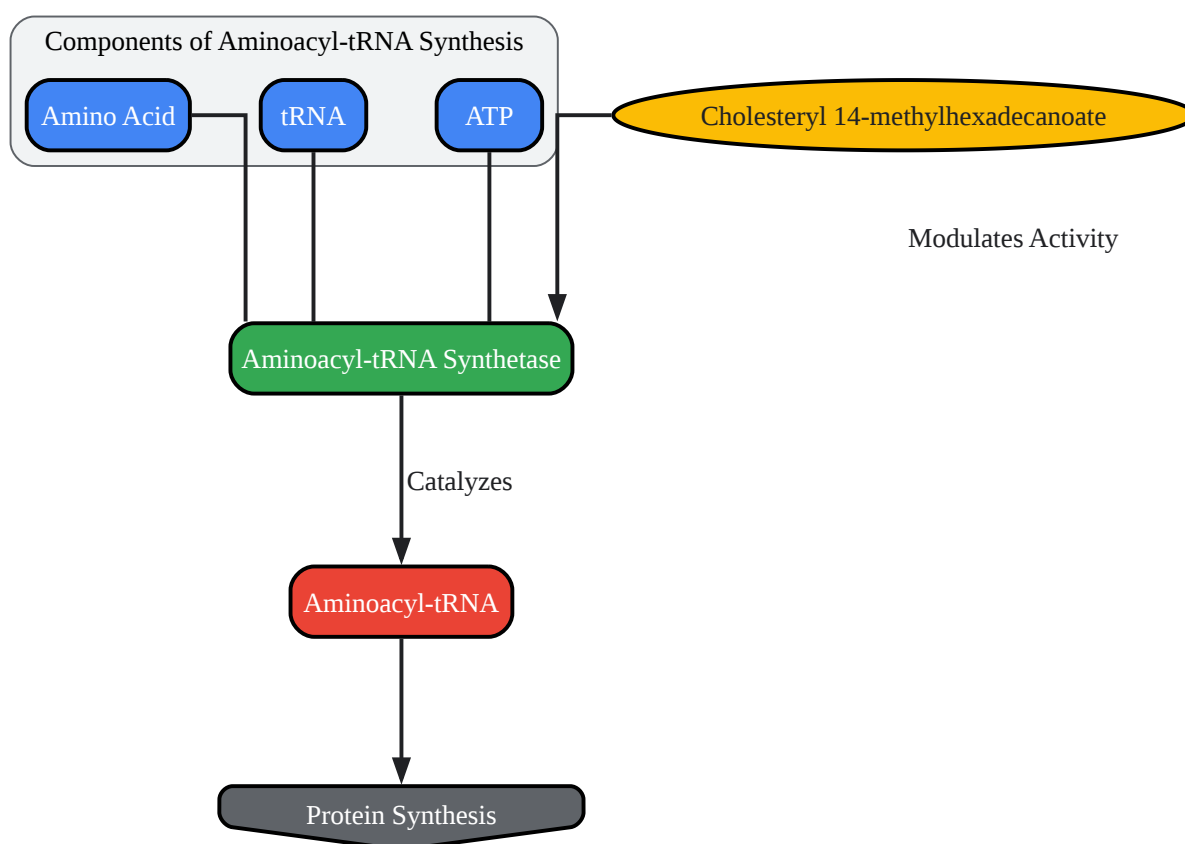 Components of Aminoacyl-tRNA Synthesis
Amino Acid
tRNA
ATP
Cholesteryl 14-methylhexadecanoate
Modulates Activity
Aminoacyl-tRNA Synthetase
Catalyzes
Aminoacyl-tRNA
Protein Synthesis